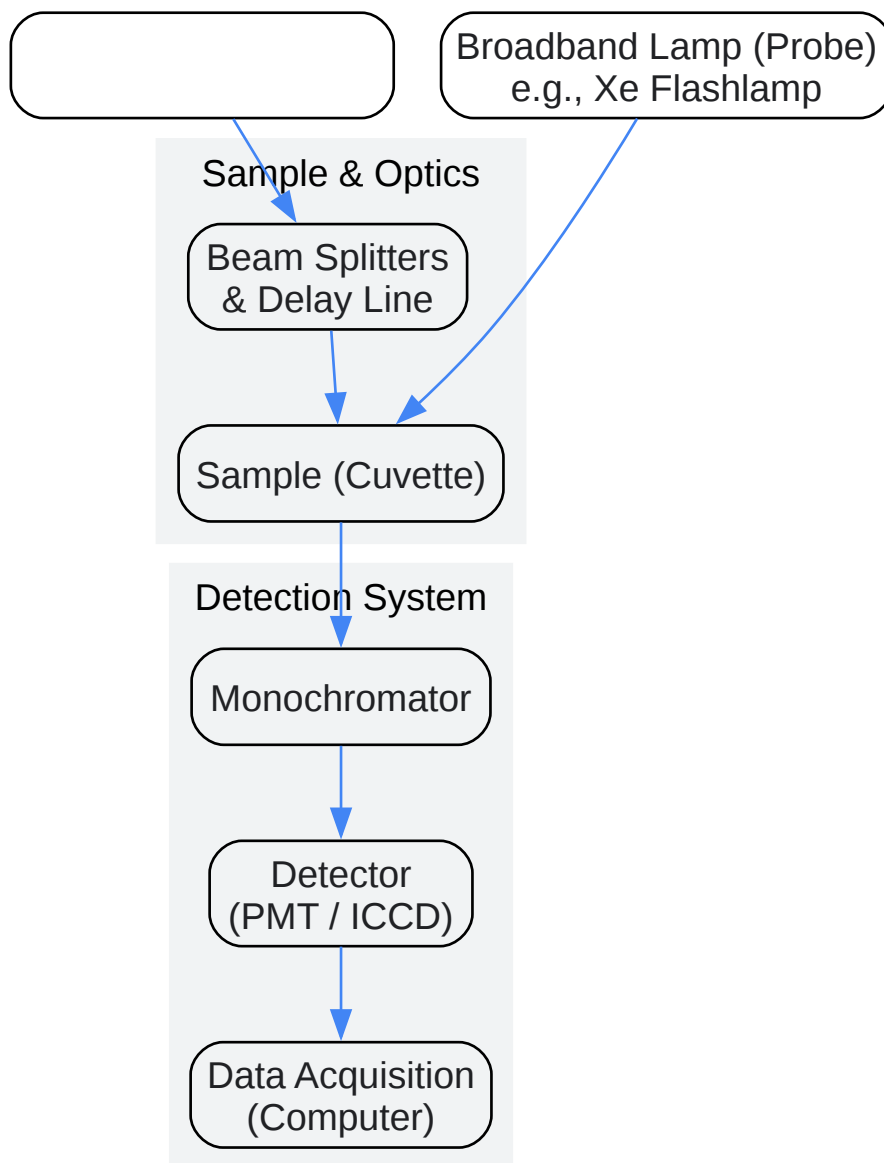 Broadband Lamp (Probe)
e.g., Xe Flashlamp
Sample & Optics
Beam Splitters
& Delay Line
Sample (Cuvette)
Detection System
Monochromator
Detector
(PMT / ICCD)
Data Acquisition
(Computer)